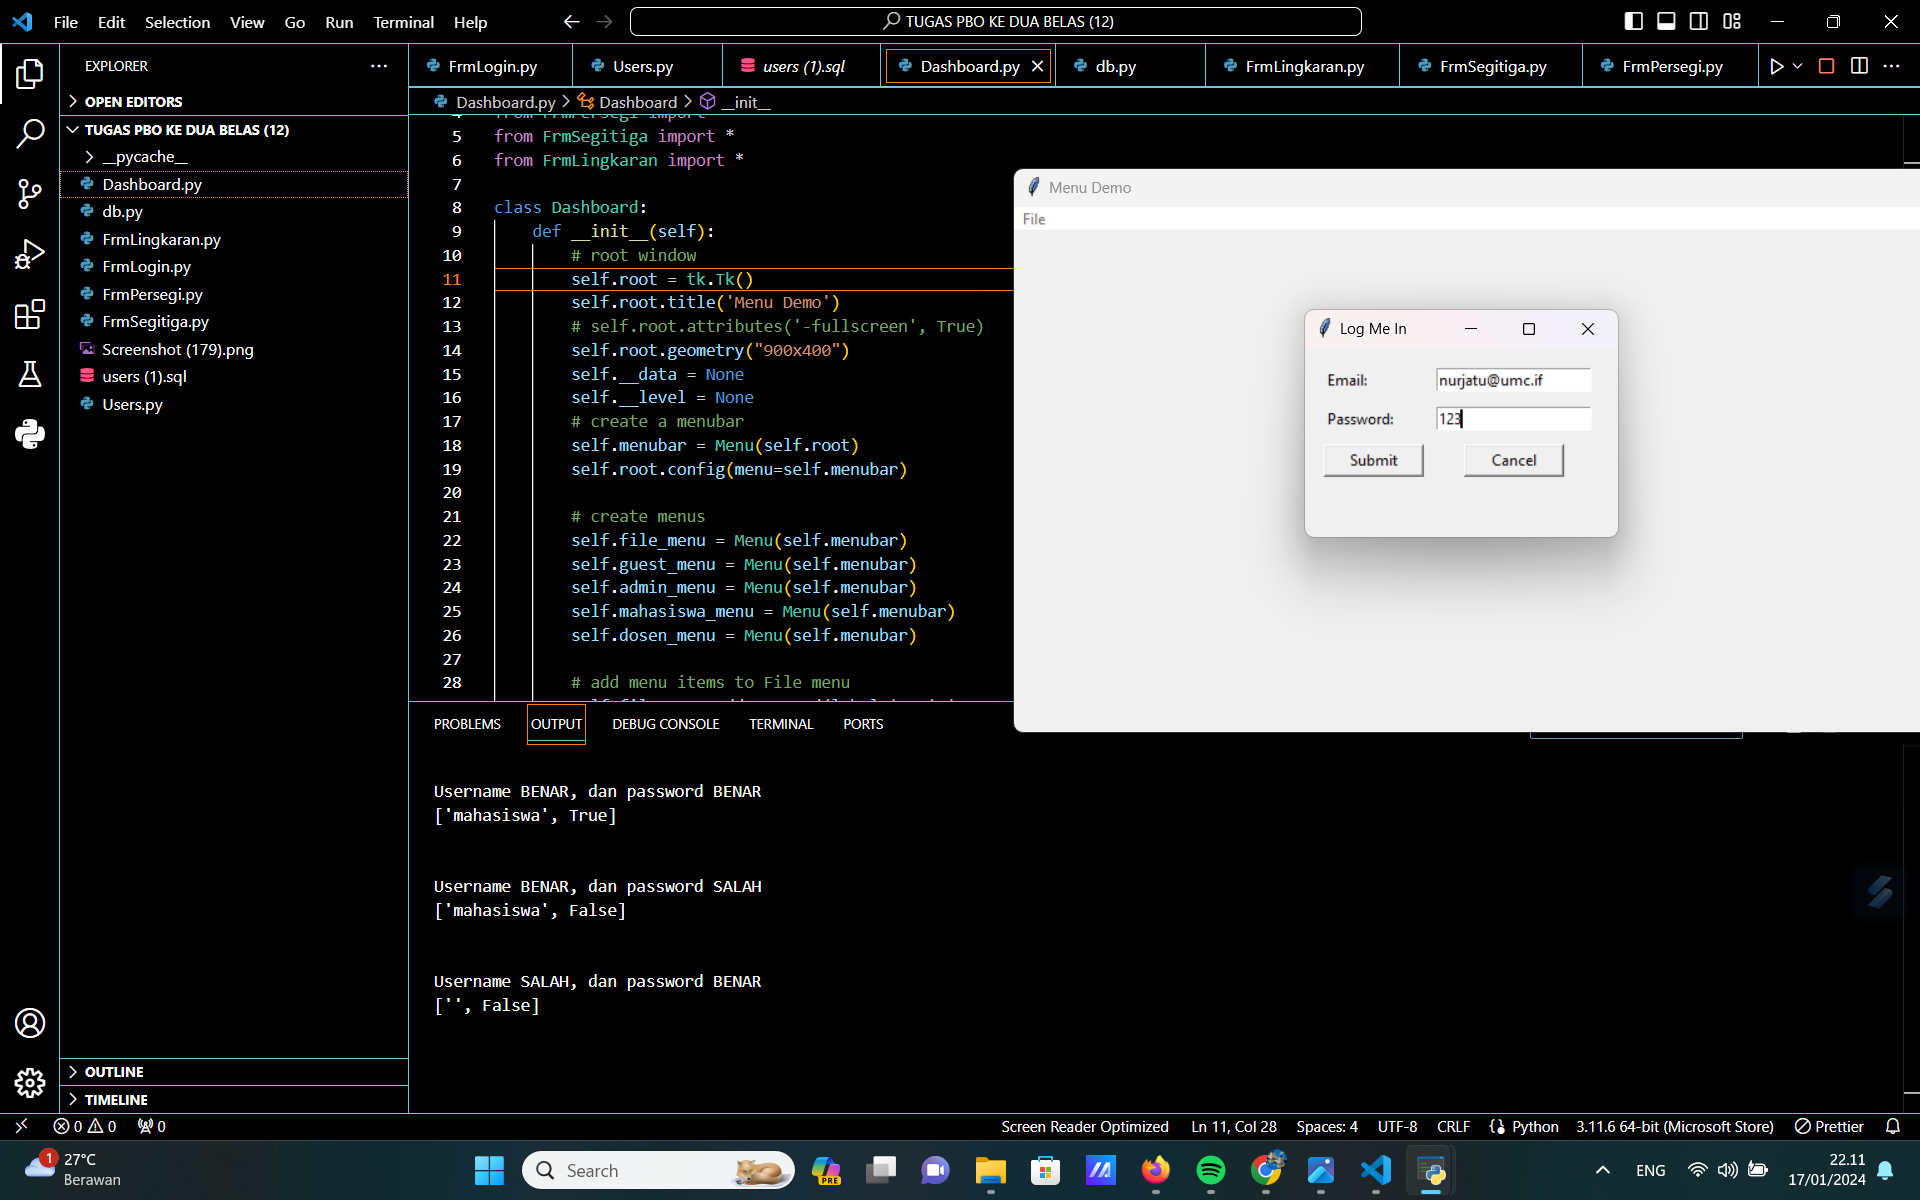 File Edit Selection View Go Run Terminal Help
TUGAS PBO KE DUA BELAS (12)
EXPLORER
OPEN EDITORS
TUGAS PBO KE DUA BELAS (12)
__pycache__
Dashboard.py
db.py
FrmLingkaran.py
FrmLogin.py
FrmPersegi.py
FrmSegitiga.py
Screenshot (179).png
users (1).sql
Users.py
OUTLINE
TIMELINE
FrmLogin.py Users.py users (1).sql Dashboard.py db.py FrmLingkaran.py FrmSegitiga.py FrmPersegi.py
Dashboard.py > Dashboard > __init__
5 from FrmSegitiga import *
6 from FrmLingkaran import *
7
8 class Dashboard:
9 def __init__(self):
10 # root window
11 self.root = tk.Tk()
12 self.root.title('Menu Demo')
13 # self.root.attributes('-fullscreen', True)
14 self.root.geometry("900x400")
15 self.__data = None
16 self.__level = None
17 # create a menubar
18 self.menubar = Menu(self.root)
19 self.root.config(menu=self.menubar)
20
21 # create menus
22 self.file_menu = Menu(self.menubar)
23 self.guest_menu = Menu(self.menubar)
24 self.admin_menu = Menu(self.menubar)
25 self.mahasiswa_menu = Menu(self.menubar)
26 self.dosen_menu = Menu(self.menubar)
27
28 # add menu items to File menu
Menu Demo
File
Log Me In
Email: nurjatu@umc.if
Password: 123
Submit Cancel
PROBLEMS OUTPUT DEBUG CONSOLE TERMINAL PORTS
Username BENAR, dan password BENAR
['mahasiswa', True]
Username BENAR, dan password SALAH
['mahasiswa', False]
Username SALAH, dan password BENAR
['', False]
0 0 0
Screen Reader Optimized Ln 11, Col 28 Spaces: 4 UTF-8 CRLF Python 3.11.6 64-bit (Microsoft Store) Prettier
1
27°C
Berawan
Search
PRE
ENG
22.11
17/01/2024